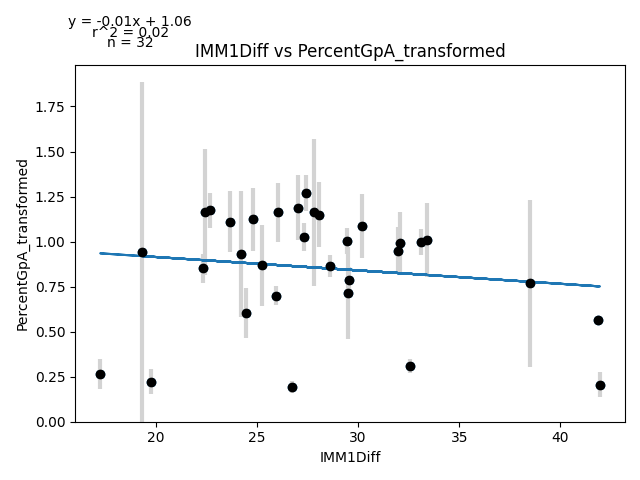 y = -0.01x + 1.06
r^2 = 0.02
n = 32
IMM1Diff vs PercentGpA_transformed
PercentGpA_transformed
1.75
1.50
1.25
1.00
0.75
0.50
0.25
0.00
20 25 30 35 40
IMM1Diff